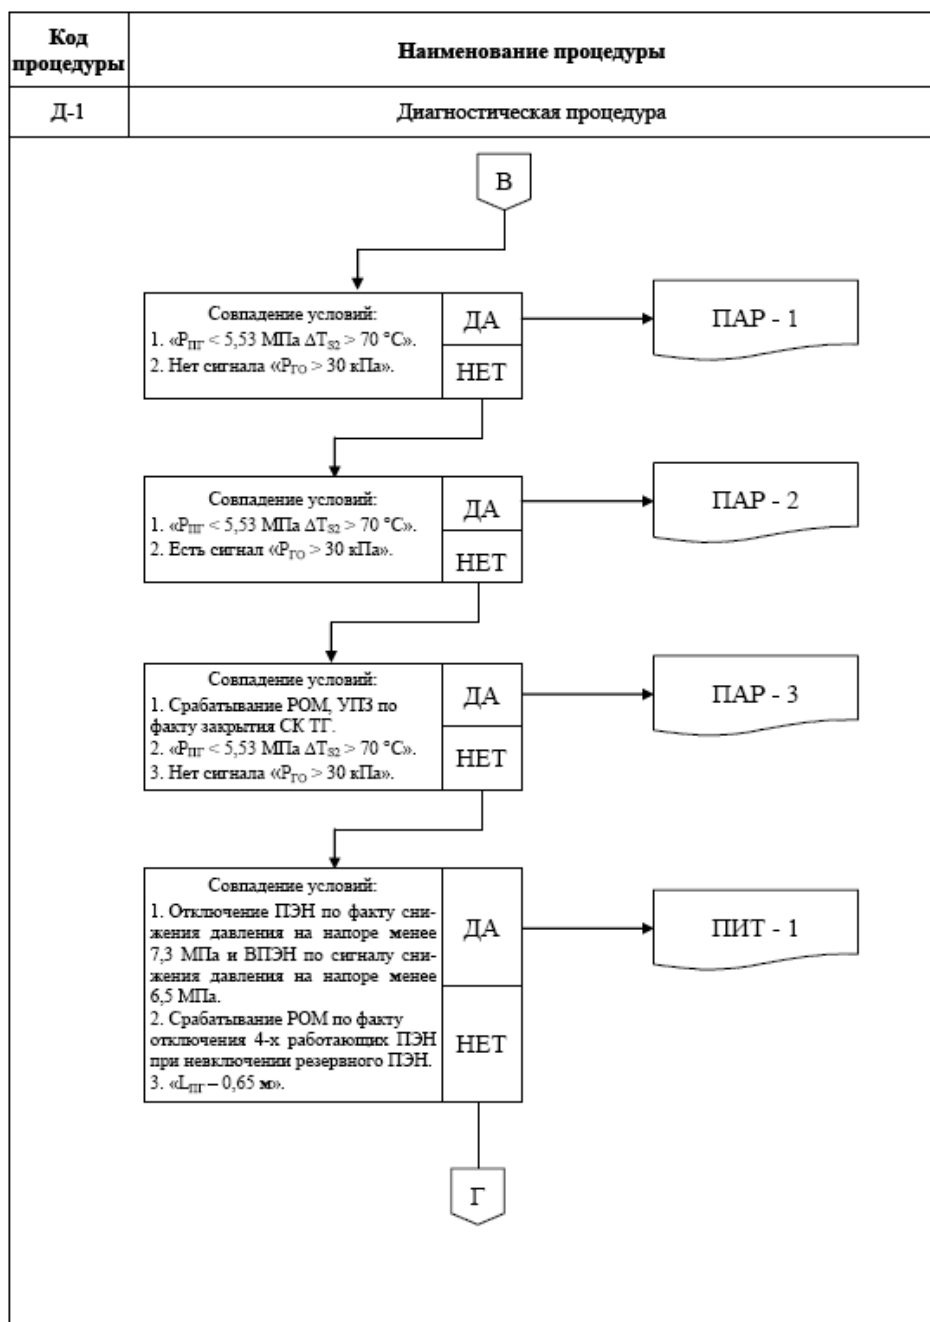 Код
процедуры
Наименование процедуры
Д-1
Диагностическая процедура
В
Совпадение условий:
1. «PПГ < 5,53 МПа ΔTS2 > 70 °С».
2. Нет сигнала «PГО > 30 кПа».
ДА
НЕТ
ПАР - 1
Совпадение условий:
1. «PПГ < 5,53 МПа ΔTS2 > 70 °С».
2. Есть сигнал «PГО > 30 кПа».
ДА
НЕТ
ПАР - 2
Совпадение условий:
1. Срабатывание РОМ, УПЗ по
факту закрытия СК ТГ.
2. «PПГ < 5,53 МПа ΔTS2 > 70 °С».
3. Нет сигнала «PГО > 30 кПа».
ДА
НЕТ
ПАР - 3
Совпадение условий:
1. Отключение ПЭН по факту сни-
жения давления на напоре менее
7,3 МПа и ВПЭН по сигналу сни-
жения давления на напоре менее
6,5 МПа.
2. Срабатывание РОМ по факту
отключения 4-х работающих ПЭН
при невключении резервного ПЭН.
3. «LПГ – 0,65 м».
ДА
НЕТ
ПИТ - 1
Г